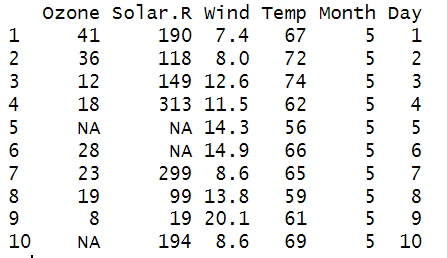 Ozone Solar.R Wind Temp Month Day
1 41 190 7.4 67 5 1
2 36 118 8.0 72 5 2
3 12 149 12.6 74 5 3
4 18 313 11.5 62 5 4
5 NA NA 14.3 56 5 5
6 28 NA 14.9 66 5 6
7 23 299 8.6 65 5 7
8 19 99 13.8 59 5 8
9 8 19 20.1 61 5 9
10 NA 194 8.6 69 5 10